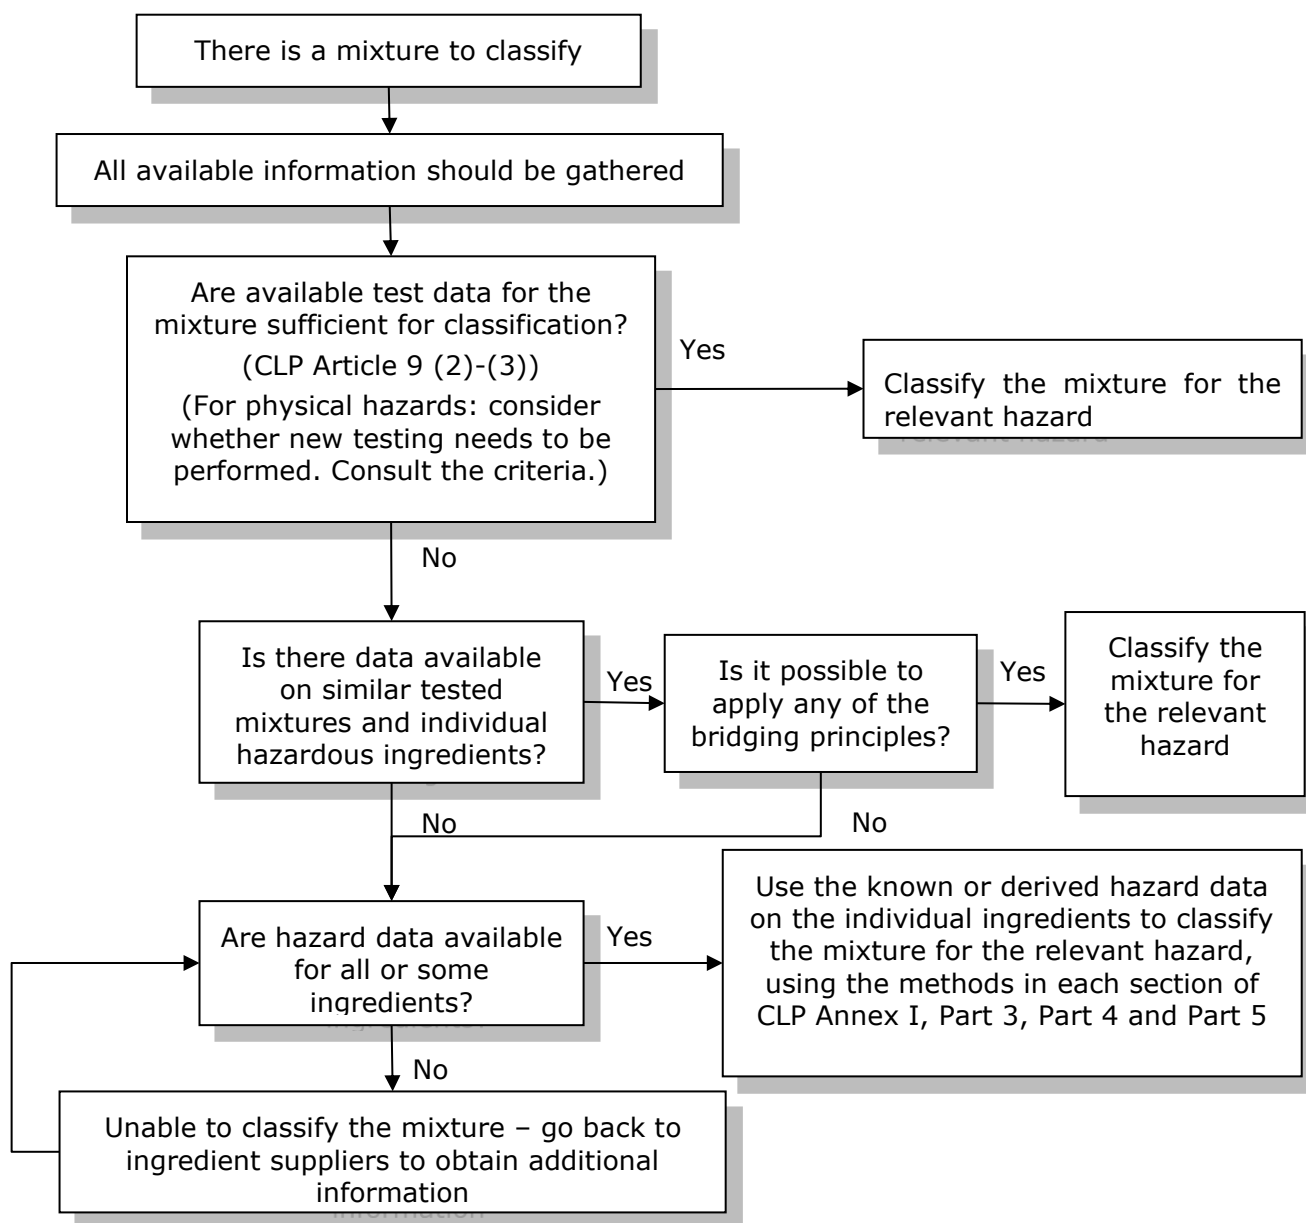 There is a mixture to classify
All available information should be gathered
Are available test data for the
mixture sufficient for classification?
(CLP Article 9 (2)-(3))
(For physical hazards: consider
whether new testing needs to be
performed. Consult the criteria.)
Yes
Classify the mixture for the
relevant hazard
No
Is there data available
on similar tested
mixtures and individual
hazardous ingredients?
Yes
Is it possible to
apply any of the
bridging principles?
Yes
Classify the
mixture for
the relevant
hazard
No
No
Are hazard data available
for all or some
ingredients?
Yes
Use the known or derived hazard data
on the individual ingredients to classify
the mixture for the relevant hazard,
using the methods in each section of
CLP Annex I, Part 3, Part 4 and Part 5
No
Unable to classify the mixture – go back to
ingredient suppliers to obtain additional
information